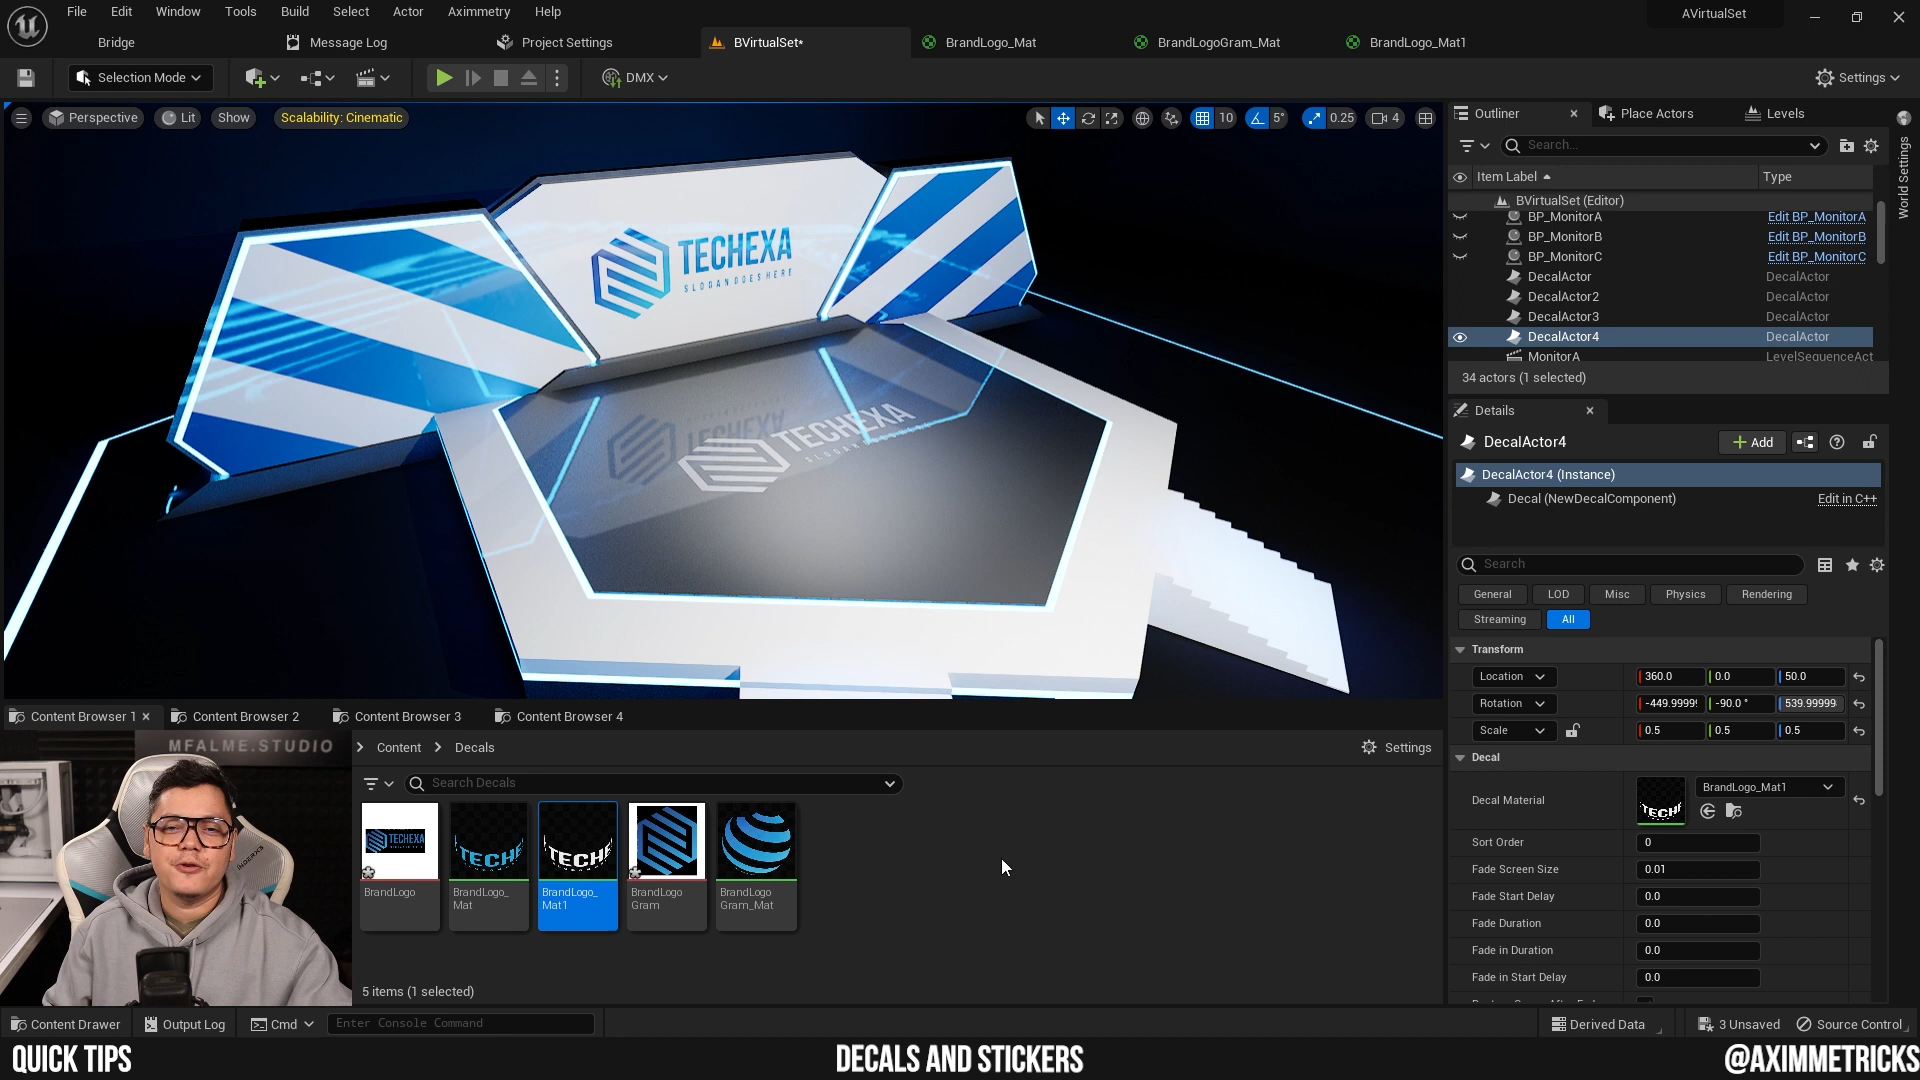 File Edit Window Tools Build Select Actor Aximmetry Help
AVirtualSet
Bridge Message Log Project Settings BVirtualSet* BrandLogo_Mat BrandLogoGram_Mat BrandLogo_Mat1
Selection Mode DMX Settings
Perspective Lit Show Scalability: Cinematic 10 5° 0.25 4
Outliner Place Actors Levels
World Settings
Search...
Item Label Type
BVirtualSet (Editor)
BP_MonitorA Edit BP_MonitorA
BP_MonitorB Edit BP_MonitorB
BP_MonitorC Edit BP_MonitorC
DecalActor DecalActor
DecalActor2 DecalActor
DecalActor3 DecalActor
DecalActor4 DecalActor
MonitorA LevelSequenceAct
34 actors (1 selected)
TECHEXA
SLOGAN GOES HERE
TECHEXA
Details
DecalActor4 Add
DecalActor4 (Instance)
Decal (NewDecalComponent) Edit in C++
Search
General LOD Misc Physics Rendering
Streaming All
Transform
Location 360.0 0.0 50.0
Rotation -449.9999 -90.0 ° 539.99999
Scale 0.5 0.5 0.5
Decal
Decal Material BrandLogo_Mat1
Sort Order 0
Fade Screen Size 0.01
Fade Start Delay 0.0
Fade Duration 0.0
Fade in Duration 0.0
Fade in Start Delay 0.0
Content Browser 1 Content Browser 2 Content Browser 3 Content Browser 4
MFALME.STUDIO
Content Decals Settings
Search Decals
TECHEXA
BrandLogo
BrandLogo_
Mat
BrandLogo_
Mat1
BrandLogo
Gram
BrandLogo
Gram_Mat
5 items (1 selected)
Content Drawer Output Log Cmd Enter Console Command Derived Data 3 Unsaved Source Control
QUICK TIPS DECALS AND STICKERS @AXIMMETRICKS